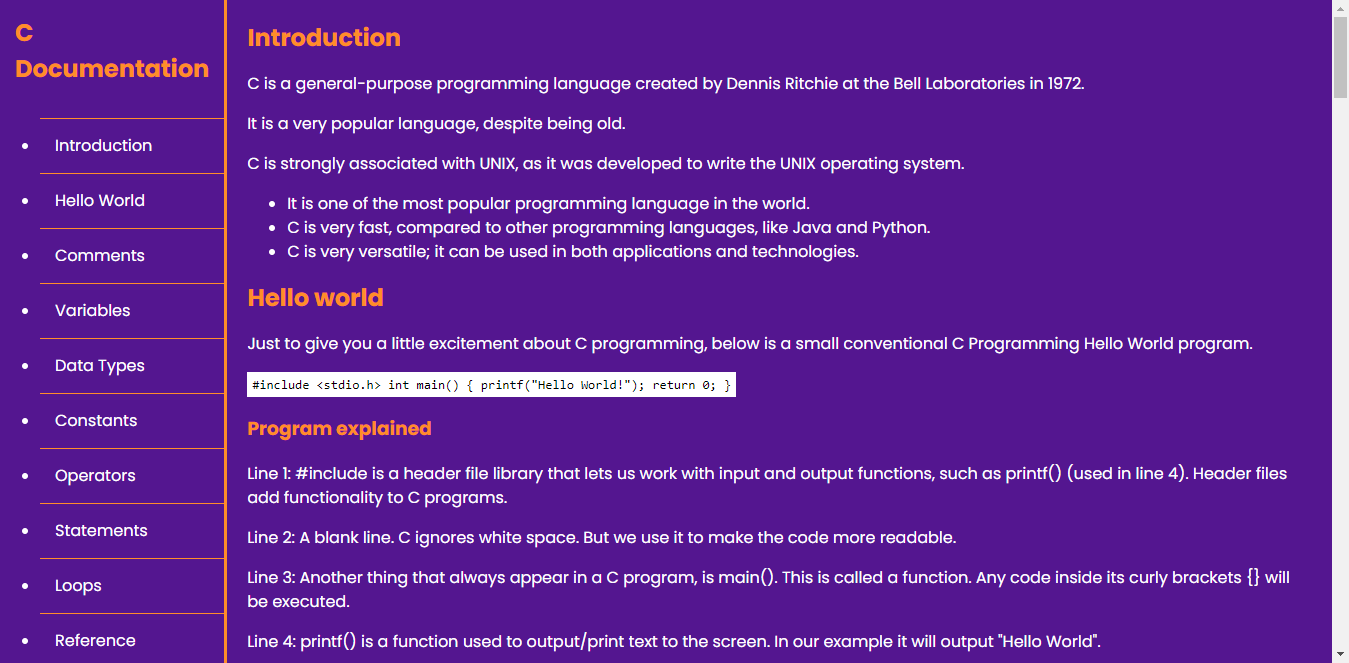 C
Documentation
Introduction
Hello World
Comments
Variables
Data Types
Constants
Operators
Statements
Loops
Reference
Introduction
C is a general-purpose programming language created by Dennis Ritchie at the Bell Laboratories in 1972.
It is a very popular language, despite being old.
C is strongly associated with UNIX, as it was developed to write the UNIX operating system.
It is one of the most popular programming language in the world.
C is very fast, compared to other programming languages, like Java and Python.
C is very versatile; it can be used in both applications and technologies.
Hello world
Just to give you a little excitement about C programming, below is a small conventional C Programming Hello World program.
#include <stdio.h> int main() { printf("Hello World!"); return 0; }
Program explained
Line 1: #include is a header file library that lets us work with input and output functions, such as printf() (used in line 4). Header files
add functionality to C programs.
Line 2: A blank line. C ignores white space. But we use it to make the code more readable.
Line 3: Another thing that always appear in a C program, is main(). This is called a function. Any code inside its curly brackets {} will
be executed.
Line 4: printf() is a function used to output/print text to the screen. In our example it will output "Hello World".